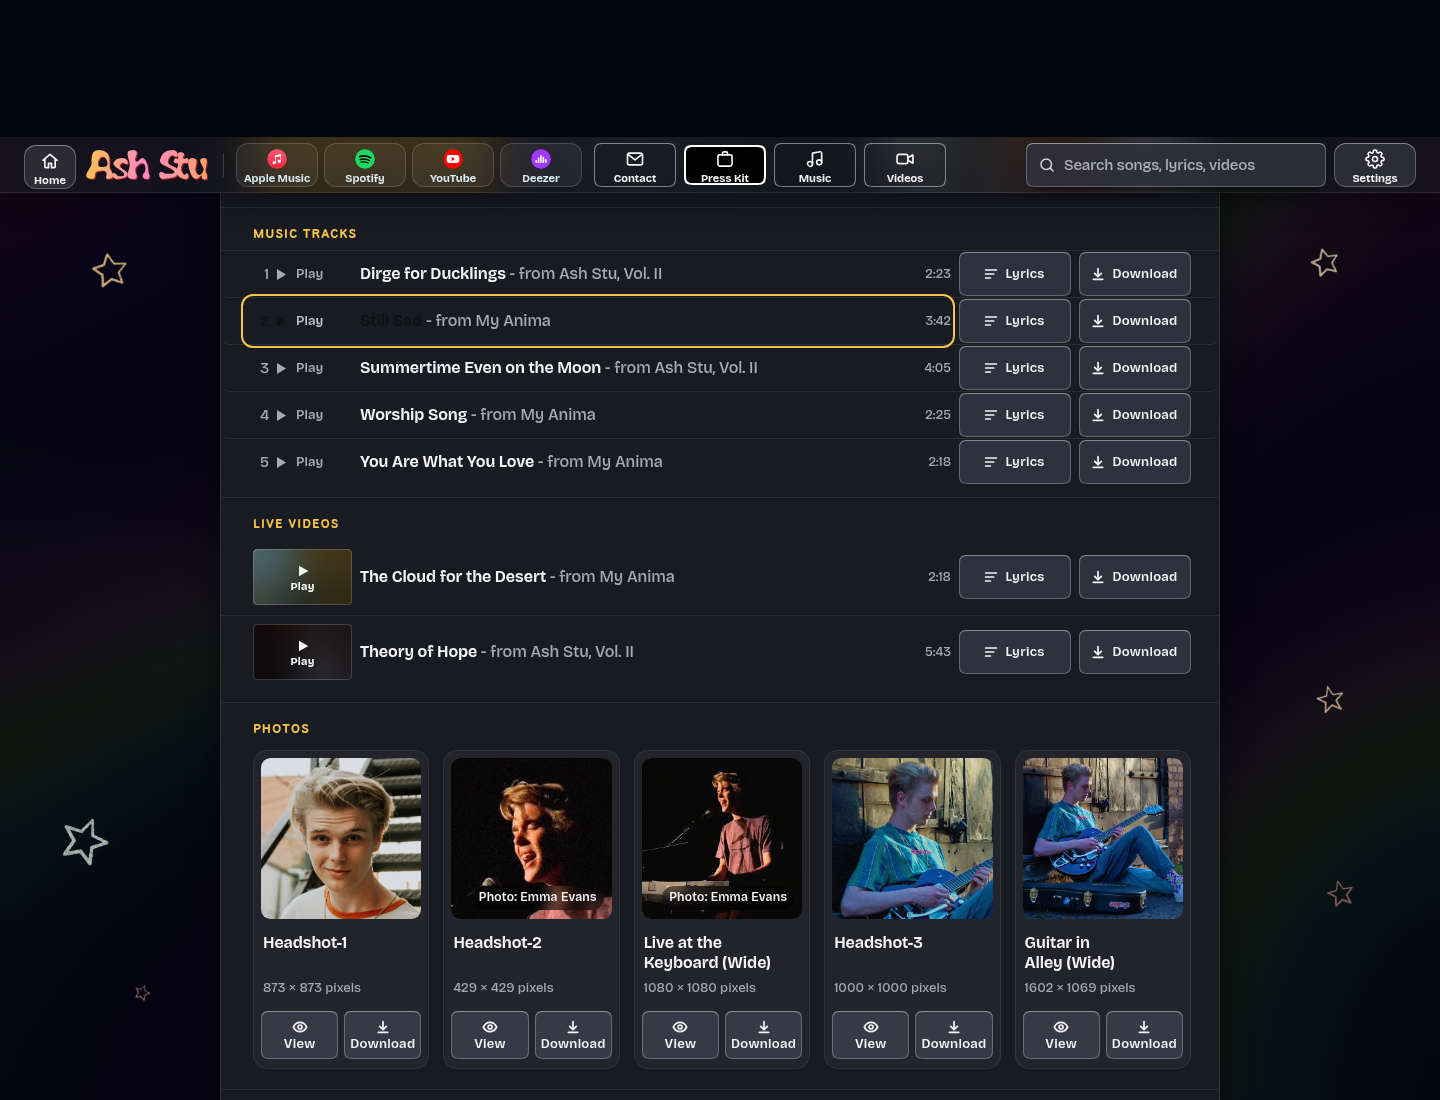 Home
Ash Stu
Apple Music
Spotify
YouTube
Deezer
Contact
Press Kit
Music
Videos
Search songs, lyrics, videos
Settings
MUSIC TRACKS
1 Play Dirge for Ducklings - from Ash Stu, Vol. II 2:23 Lyrics Download
2 Play Still Sad - from My Anima 3:42 Lyrics Download
3 Play Summertime Even on the Moon - from Ash Stu, Vol. II 4:05 Lyrics Download
4 Play Worship Song - from My Anima 2:25 Lyrics Download
5 Play You Are What You Love - from My Anima 2:18 Lyrics Download
LIVE VIDEOS
Play The Cloud for the Desert - from My Anima 2:18 Lyrics Download
Play Theory of Hope - from Ash Stu, Vol. II 5:43 Lyrics Download
PHOTOS
Photo: Emma Evans
Photo: Emma Evans
Headshot-1
873 × 873 pixels
View Download
Headshot-2
429 × 429 pixels
View Download
Live at the
Keyboard (Wide)
1080 × 1080 pixels
View Download
Headshot-3
1000 × 1000 pixels
View Download
Guitar in
Alley (Wide)
1602 × 1069 pixels
View Download